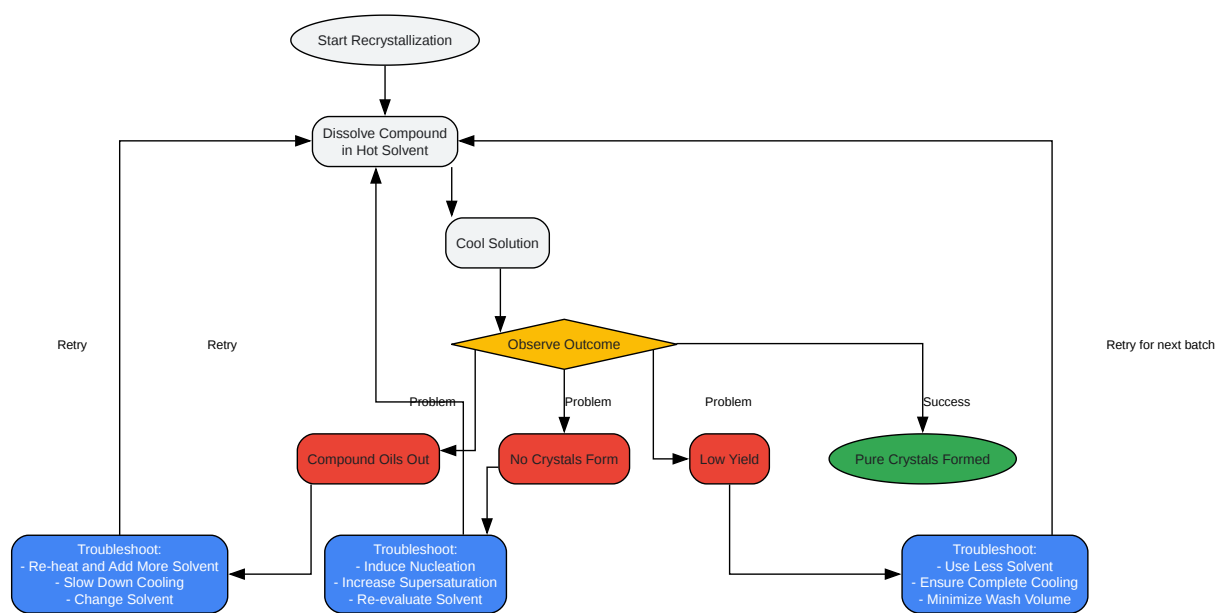 Start Recrystallization
Dissolve Compound
in Hot Solvent
Cool Solution
Observe Outcome
Retry
Retry
Retry for next batch
Problem
Problem
Problem
Success
Compound Oils Out
No Crystals Form
Low Yield
Pure Crystals Formed
Troubleshoot:
- Re-heat and Add More Solvent
- Slow Down Cooling
- Change Solvent
Troubleshoot:
- Induce Nucleation
- Increase Supersaturation
- Re-evaluate Solvent
Troubleshoot:
- Use Less Solvent
- Ensure Complete Cooling
- Minimize Wash Volume